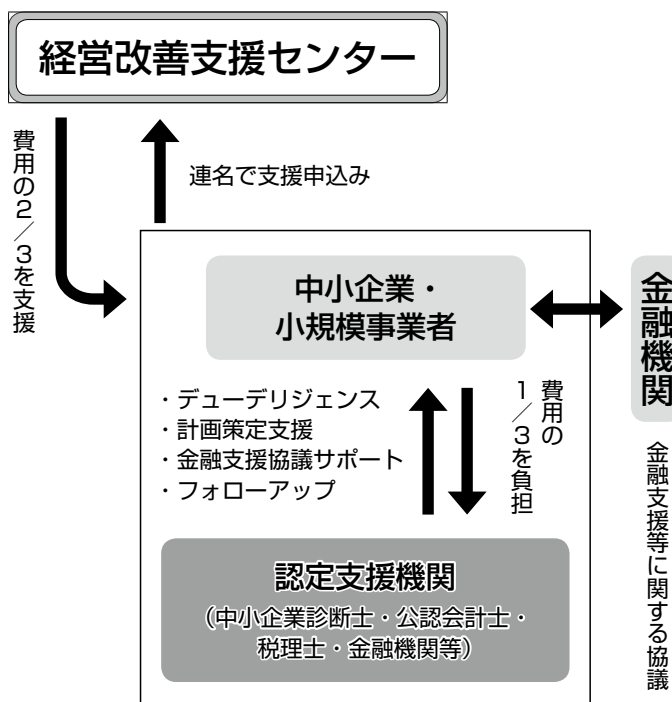 経営改善支援センター
費用の2／3を支援
連名で支援申込み
中小企業・
小規模事業者
金融機関
・デューデリジェンス
・計画策定支援
・金融支援協議サポート
・フォローアップ
費用の
1／3を負担
金融支援等に関する協議
認定支援機関
（中小企業診断士・公認会計士・
税理士・金融機関等）